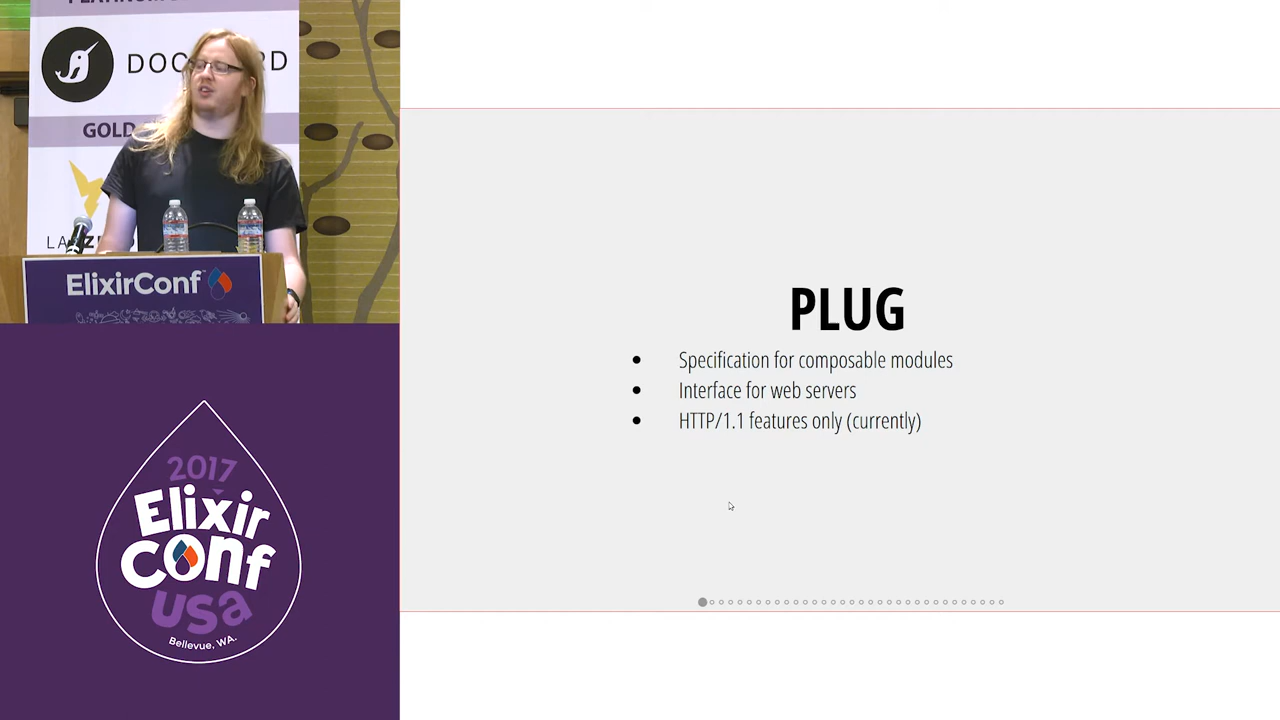 GOLD
ElixirConf
2017
Elixir
Conf
USA
Bellevue, WA.
PLUG
• Specification for composable modules
• Interface for web servers
• HTTP/1.1 features only (currently)